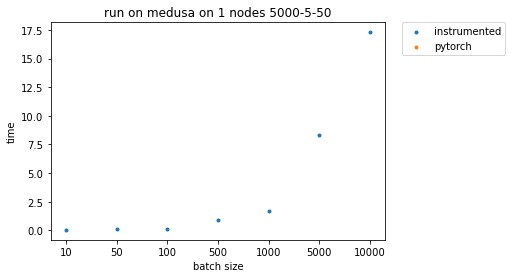 run on medusa on 1 nodes 5000-5-50
instrumented
pytorch
17.5
15.0
12.5
10.0
7.5
5.0
2.5
0.0
time
10 50 100 500 1000 5000 10000
batch size